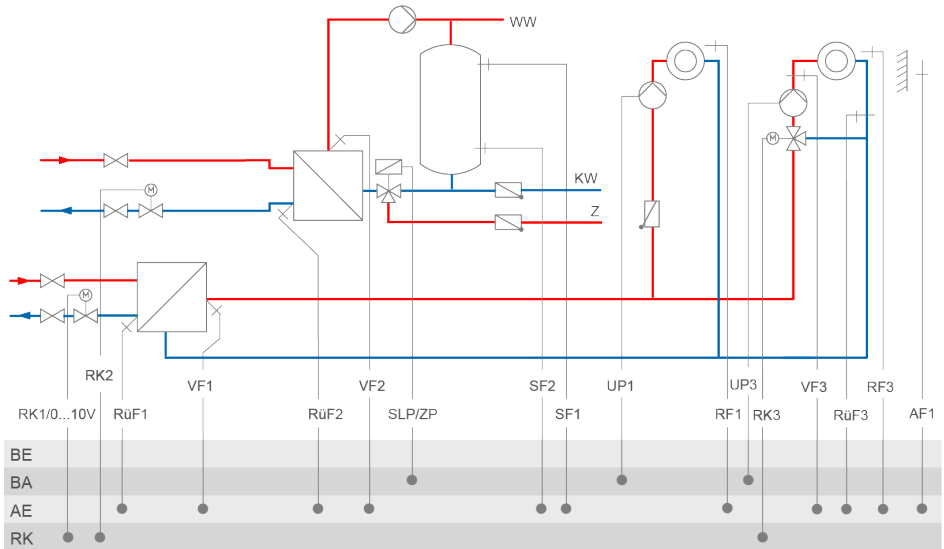 WW
KW
Z
M
M
M
RK2
VF1
VF2
SF2
UP1
UP3
VF3
RF3
RK1/0...10V
RüF1
RüF2
SLP/ZP
SF1
RF1
RK3
RüF3
AF1
BE
BA
AE
RK